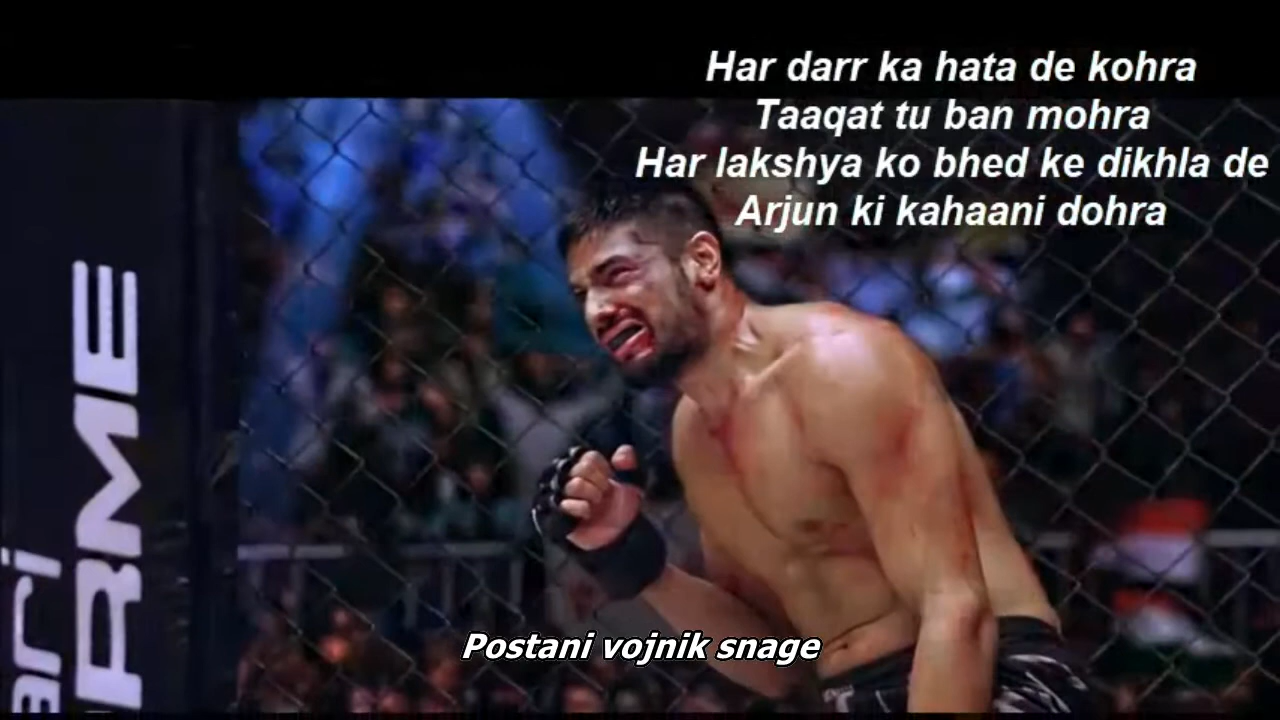 Har darr ka hata de kohra
Taaqat tu ban mohra
Har lakshya ko bhed ke dikhla de
Arjun ki kahaani dohra
Postani vojnik snage